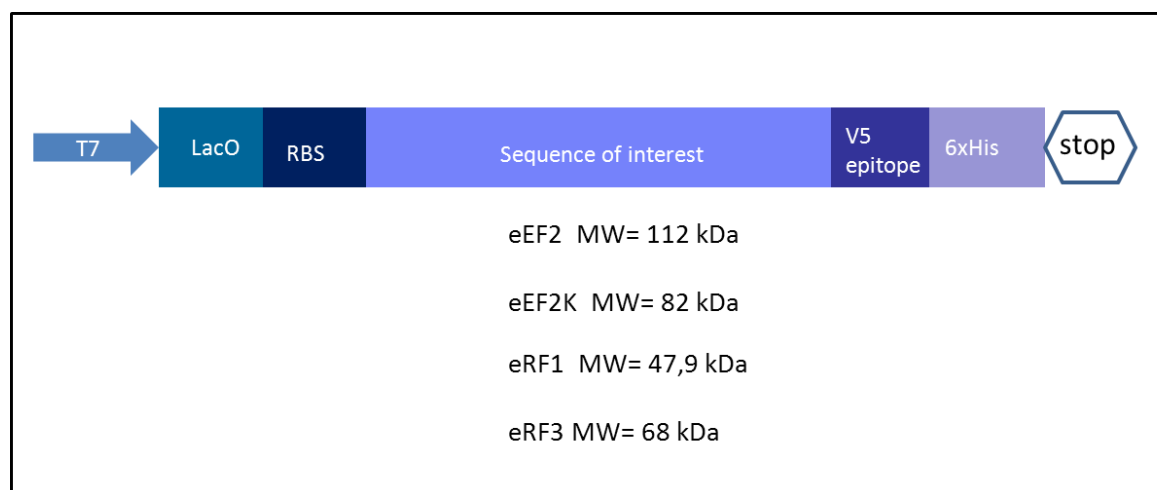 T7
LacO
RBS
Sequence of interest
V5
epitope
6xHis
stop
eEF2 MW= 112 kDa
eEF2K MW= 82 kDa
eRF1 MW= 47,9 kDa
eRF3 MW= 68 kDa